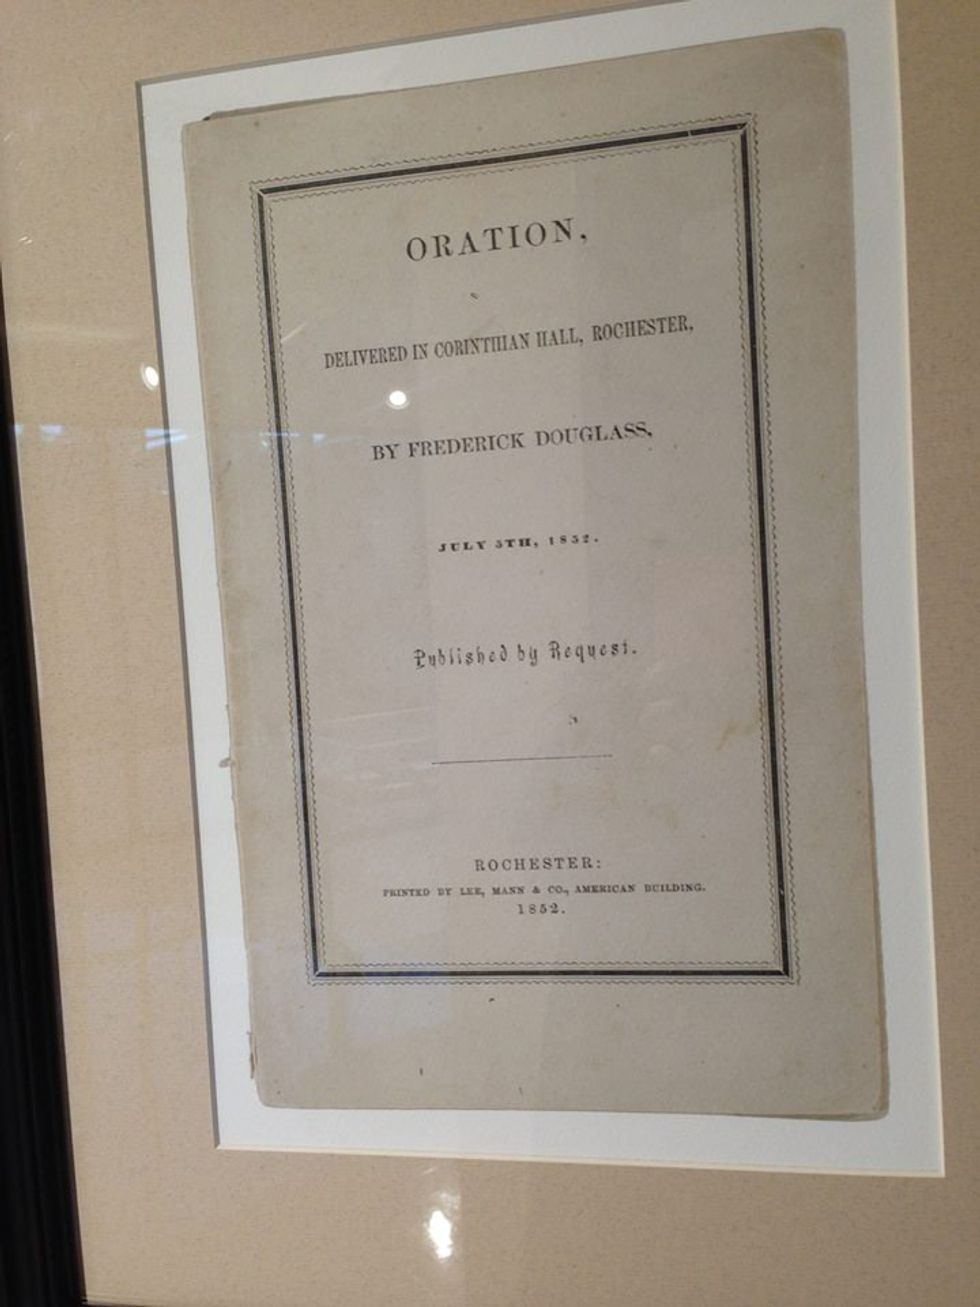 ORATION,
DELIVERED IN CORINTHIAN HALL, ROCHESTER,
BY FREDERICK DOUGLASS,
JULY 5TH, 1852.
Published by Request.
ROCHESTER:
PRINTED BY LEE, MANN & CO., AMERICAN BUILDING.
1852.